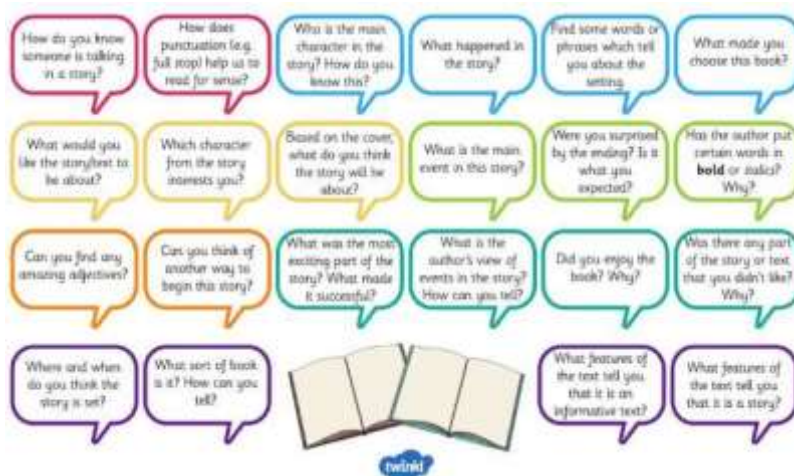 How do you know
someone is talking
in a story?
How does
punctuation (e.g.
full stop) help us to
read for sense?
Who is the main
character in the
story? How do you
know this?
What happened in
the story?
Find some words or
phrases which tell
you about the
setting.
What made you
choose this book?
What would you
like the story/text to
be about?
Which character
from the story
interests you?
Based on the cover,
what do you think
the story will be
about?
What is the main
event in this story?
Were you surprised
by the ending? Is it
what you
expected?
Has the author put
certain words in
bold or italics?
Why?
Can you find any
amazing adjectives?
Can you think of
another way to
begin this story?
What was the most
exciting part of the
story? What made
it successful?
What is the
author's view of
events in the story?
How can you tell?
Did you enjoy the
book? Why?
Was there any part
of the story or text
that you didn't like?
Why?
Where and when
do you think the
story is set?
What sort of book
is it? How can you
tell?
What features of
the text tell you
that it is an
informative text?
What features of
the text tell you
that it is a story?
twinkl